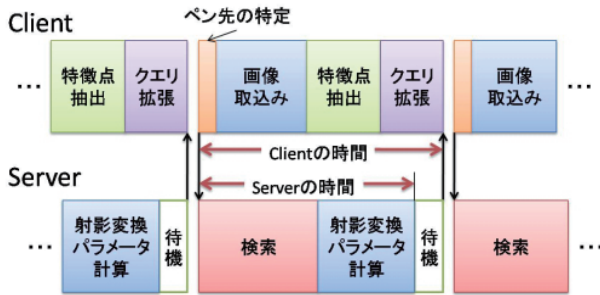 Client
ペン先の特定
…
特徴点
抽出
クエリ
拡張
画像
取込み
特徴点
抽出
クエリ
拡張
画像
取込み
…
Clientの時間
Server
Serverの時間
…
射影変換
パラメータ
計算
待
機
検索
射影変換
パラメータ
計算
待
機
検索
…